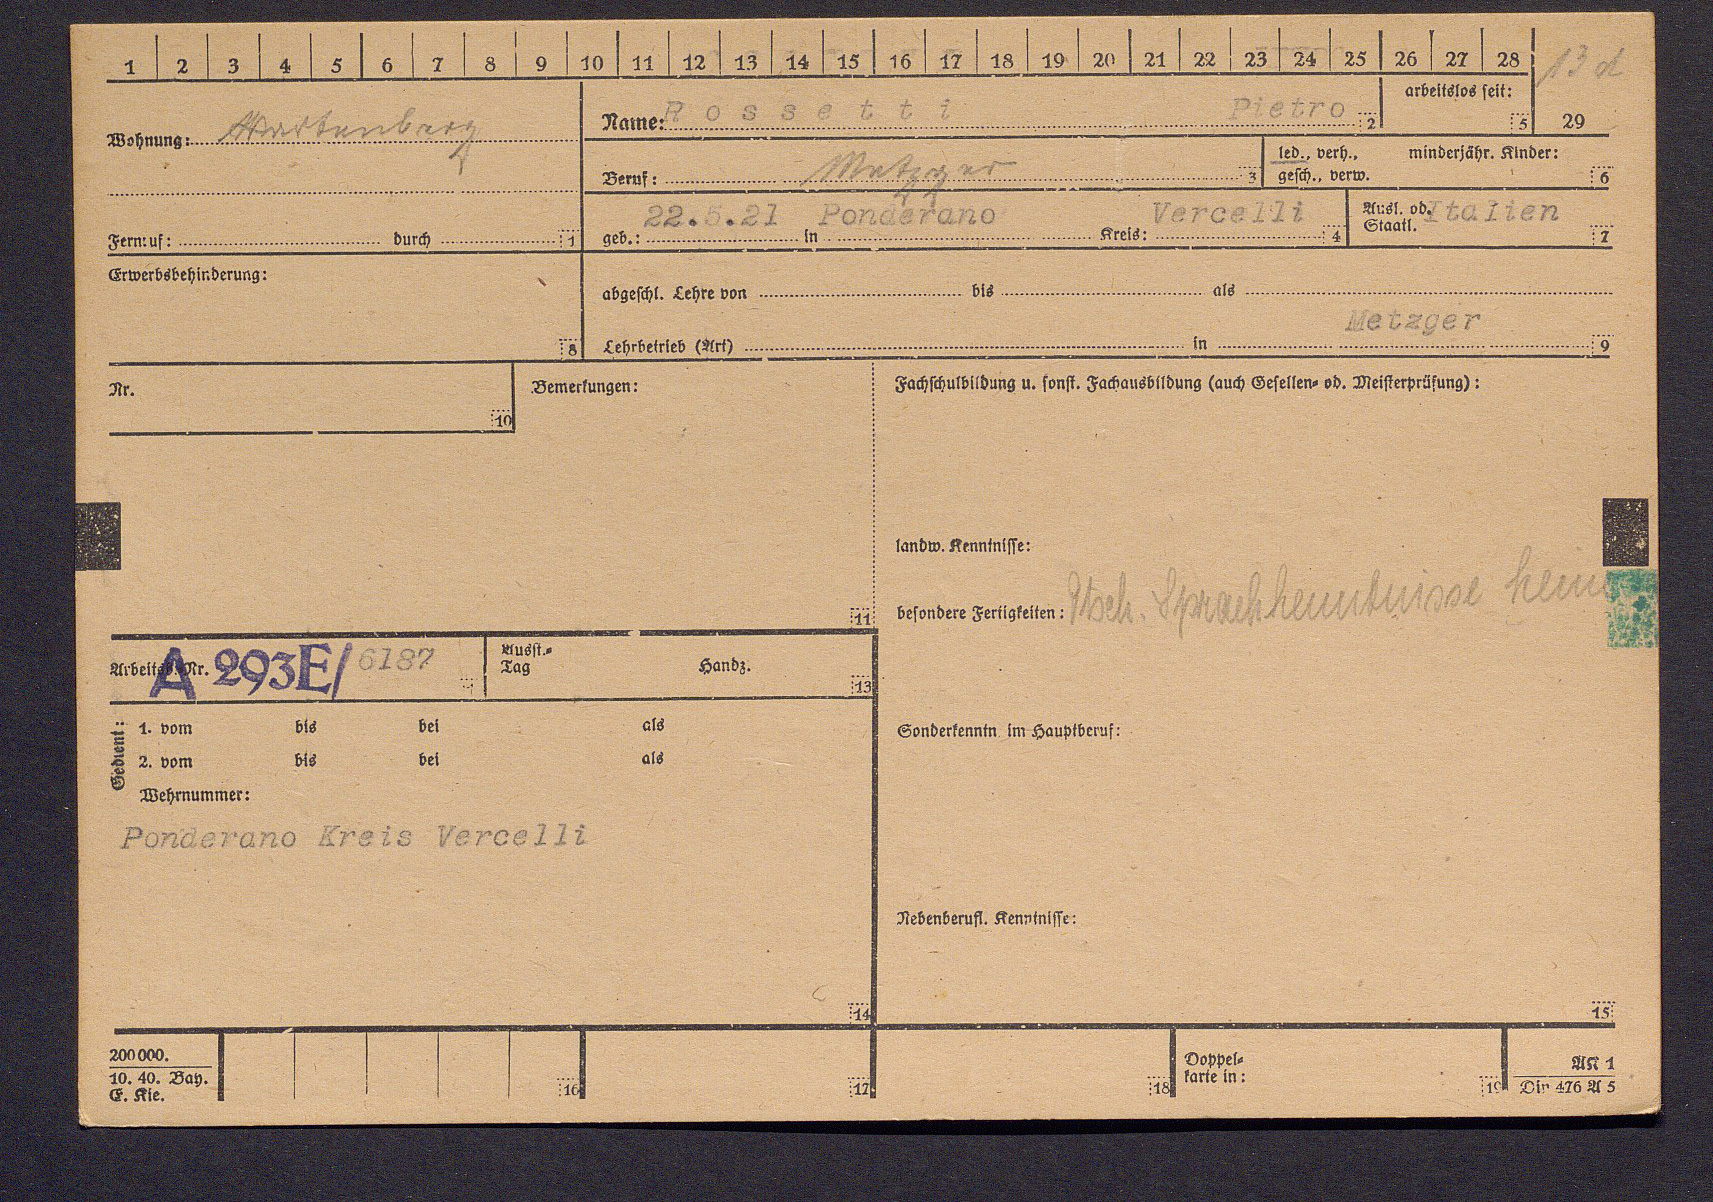 1 2 3 4 5 6 7 8 9 10 11 12 13 14 15 16 17 18 19 20 21 22 23 24 25 26 27 28
13 d
arbeitslos seit:
Name: Rossetti Pietro 2
5 29
Wohnung: Wartenberg
Beruf: Metzger 3
led., verh., minderjähr. Kinder:
gesch., verw. 6
22.5.21 Ponderano Vercelli
Ausl. od. Italien
Staatl. 7
Fernruf: durch 1
geb.: in Kreis: 4
Erwerbsbehinderung:
8
abgeschl. Lehre von bis als
Metzger
Lehrbetrieb (Art) in 9
Nr.
10
Bemerkungen:
11
Fachschulbildung u. sonst. Fachausbildung (auch Gesellen- od. Meisterprüfung):
landw. Kenntnisse:
besondere Fertigkeiten: Dtsch. Sprachkenntnisse kein
Arbeitsb. Nr. A 293E/ 6187
Ausst.-
Tag Handz.
13
Gedient:
1. vom bis bei als
2. vom bis bei als
Wehrnummer:
Ponderano Kreis Vercelli
14
Sonderkenntn im Hauptberuf:
Nebenberufl. Kenntnisse:
15
200 000.
10. 40. Bay.
E. Kie.
16
17
18
Doppel-
karte in:
19
AK 1
Din 476 A 5